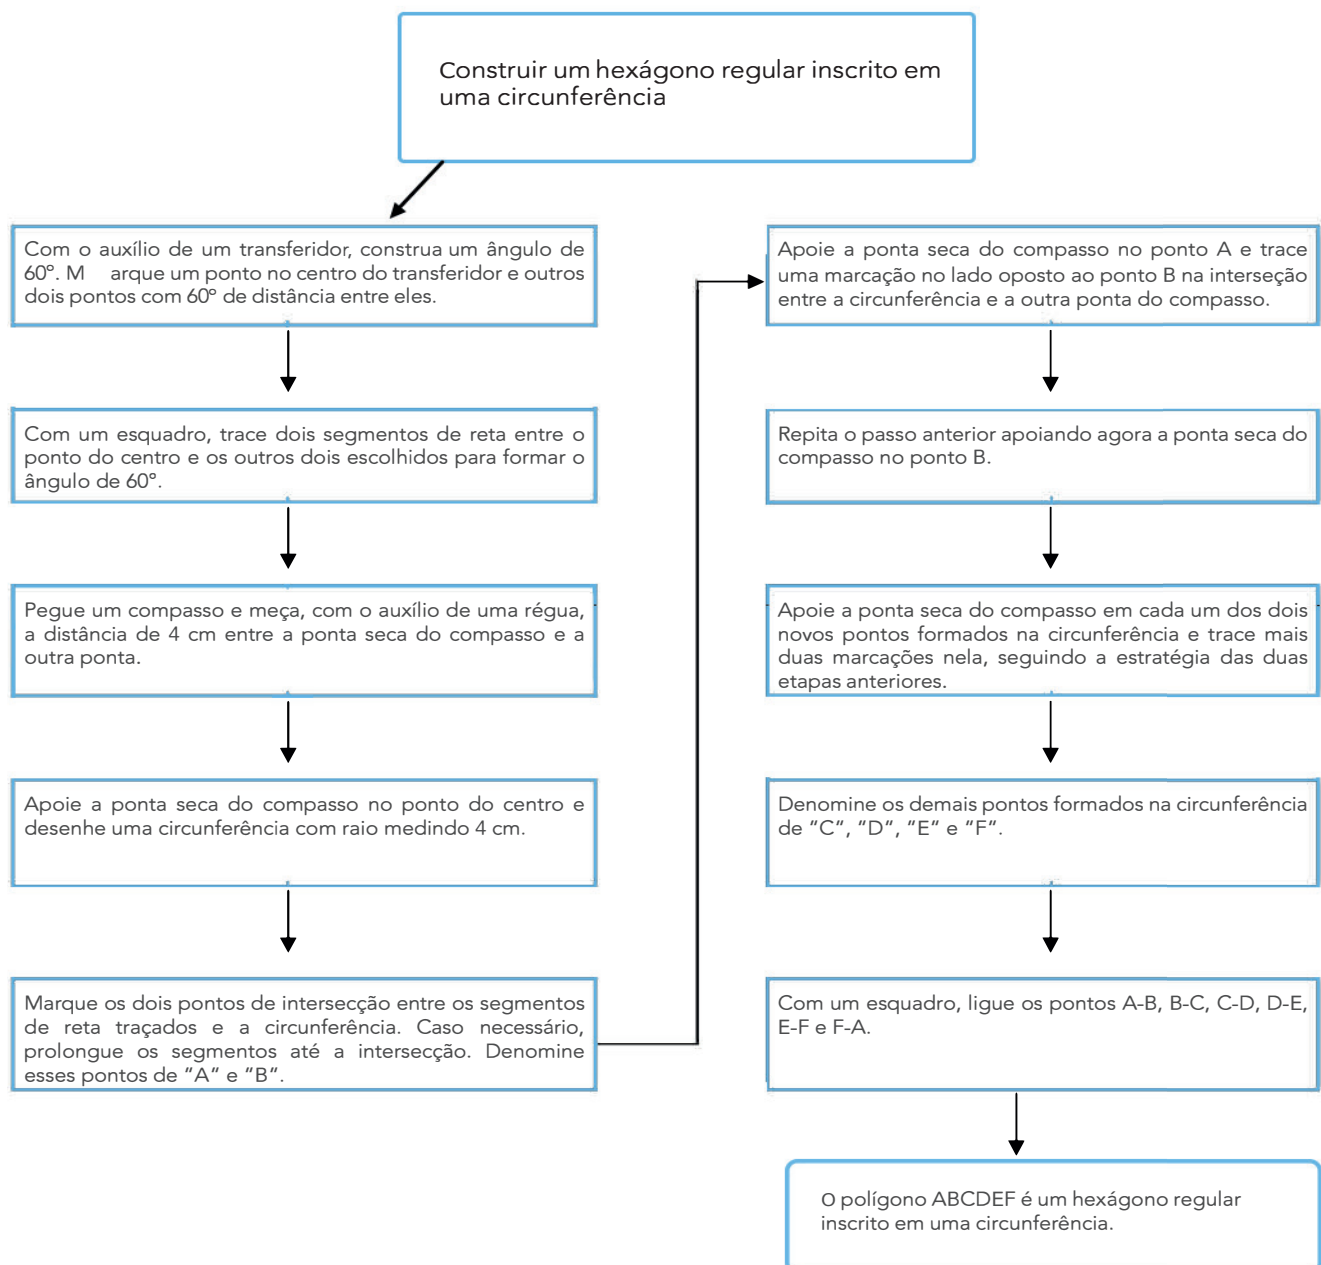 Construir um hexágono regular inscrito em
uma circunferência
Com o auxílio de um transferidor, construa um ângulo de
60º. M arque um ponto no centro do transferidor e outros
dois pontos com 60º de distância entre eles.
Com um esquadro, trace dois segmentos de reta entre o
ponto do centro e os outros dois escolhidos para formar o
ângulo de 60º.
Pegue um compasso e meça, com o auxílio de uma régua,
a distância de 4 cm entre a ponta seca do compasso e a
outra ponta.
Apoie a ponta seca do compasso no ponto do centro e
desenhe uma circunferência com raio medindo 4 cm.
Marque os dois pontos de intersecção entre os segmentos
de reta traçados e a circunferência. Caso necessário,
prolongue os segmentos até a intersecção. Denomine
esses pontos de "A" e "B".
Apoie a ponta seca do compasso no ponto A e trace
uma marcação no lado oposto ao ponto B na interseção
entre a circunferência e a outra ponta do compasso.
Repita o passo anterior apoiando agora a ponta seca do
compasso no ponto B.
Apoie a ponta seca do compasso em cada um dos dois
novos pontos formados na circunferência e trace mais
duas marcações nela, seguindo a estratégia das duas
etapas anteriores.
Denomine os demais pontos formados na circunferência
de "C", "D", "E" e "F".
Com um esquadro, ligue os pontos A-B, B-C, C-D, D-E,
E-F e F-A.
O polígono ABCDEF é um hexágono regular
inscrito em uma circunferência.